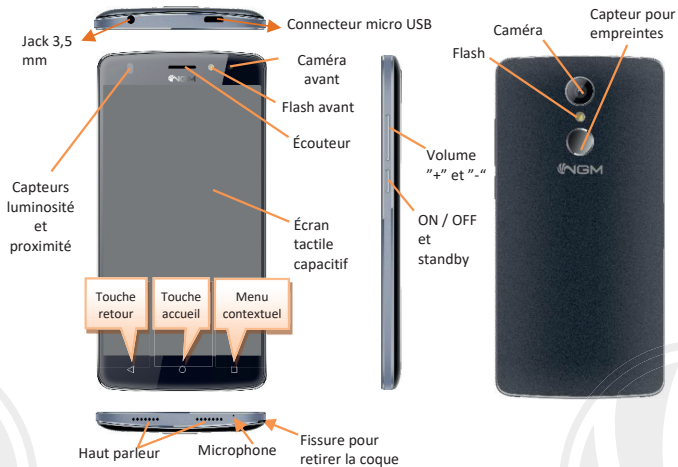 Jack 3,5
mm
Connecteur micro USB
Caméra
avant
Flash avant
Écouteur
Capteurs
luminosité
et
proximité
Écran
tactile
capacitif
Touche
retour
Touche
accueil
Menu
contextuel
Haut parleur
Microphone
Fissure pour
retirer la coque
Volume
"+" et "-"
ON / OFF
et
standby
Caméra
Flash
Capteur pour
empreintes
NGM
NGM